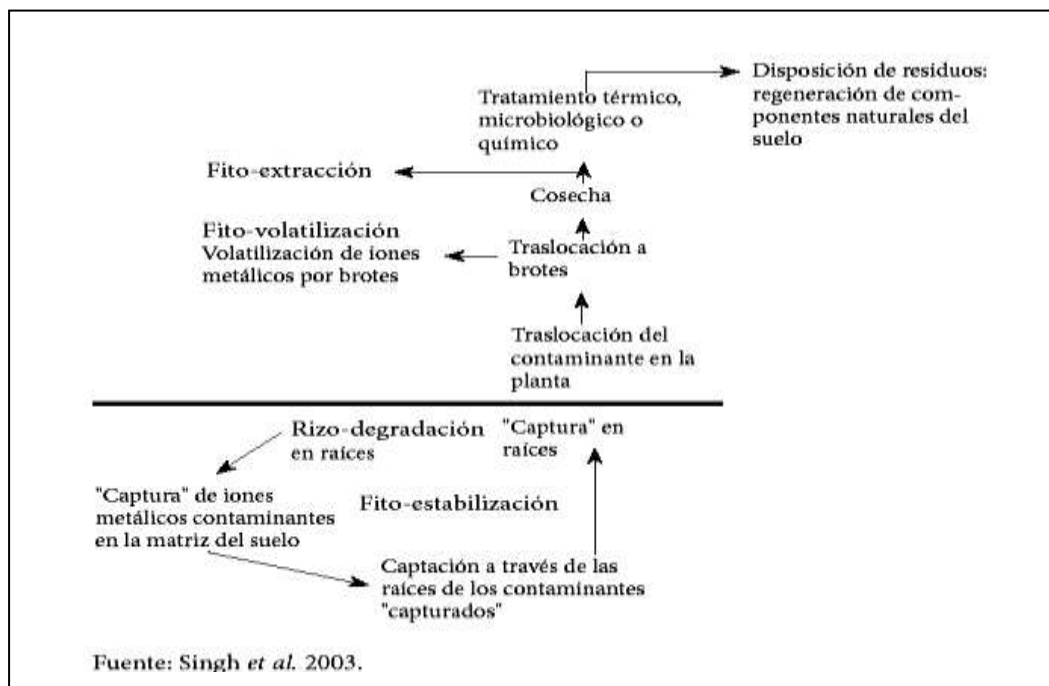 Disposición de residuos:
regeneración de com-
ponentes naturales del
suelo
Tratamiento térmico,
microbiológico o
químico
Fito-extracción
Cosecha
Fito-volatilización
Volatilización de iones
metálicos por brotes
Traslocación a
brotes
Traslocación del
contaminante en la
planta
Rizo-degradación
en raíces
"Captura" en
raíces
"Captura" de iones
metálicos contaminantes
en la matriz del suelo
Fito-estabilización
Captación a través de las
raíces de los contaminantes
"capturados"
Fuente: Singh et al. 2003.